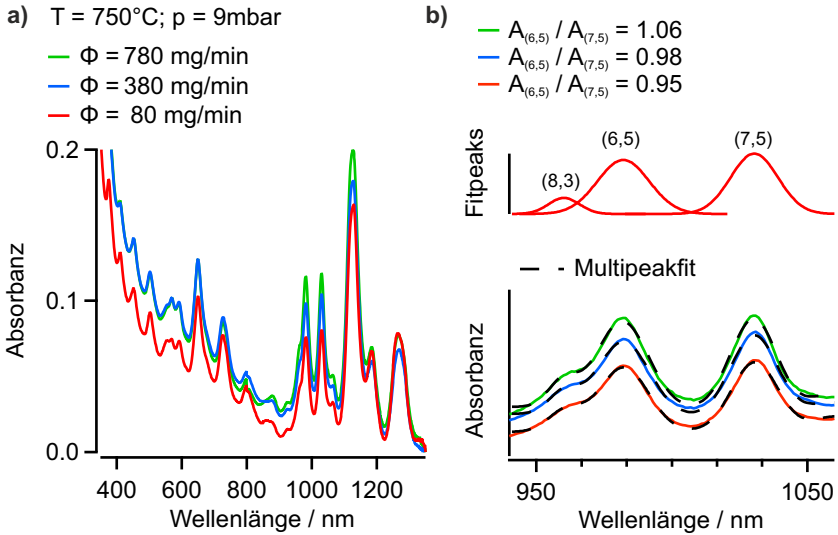 a)
T = 750°C; p = 9mbar
Φ = 780 mg/min
Φ = 380 mg/min
Φ = 80 mg/min
0.2
0.1
0.0
Absorbanz
400 600 800 1000 1200
Wellenlänge / nm
b)
A(6,5) / A(7,5) = 1.06
A(6,5) / A(7,5) = 0.98
A(6,5) / A(7,5) = 0.95
Fitpeaks
(8,3) (6,5) (7,5)
Multipeakfit
Absorbanz
950 1050
Wellenlänge / nm